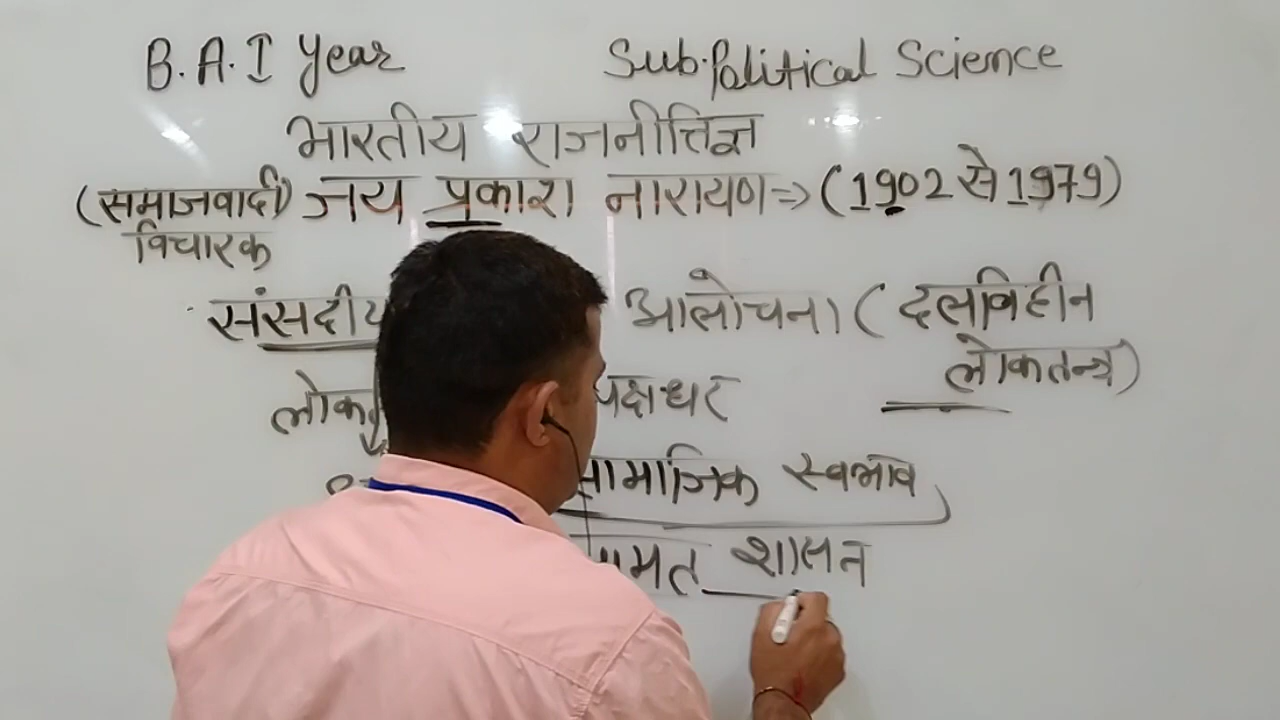 B.A.I Year Sub. Political Science
भारतीय राजनीतिज्ञ
(समाजवादी विचारक) जय प्रकाश नारायण⇒ (1902 से 1979)
संसदीय आलोचना (दलविहीन
लोकतन्त्र)
पक्षधर
सामाजिक स्वभाव
शासन